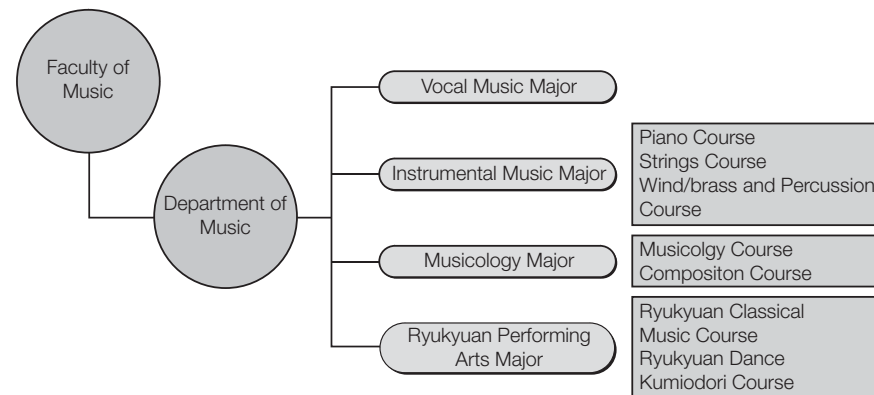 Faculty of
Music
Department of
Music
Vocal Music Major
Instrumental Music Major
Piano Course
Strings Course
Wind/brass and Percussion
Course
Musicology Major
Musicolgy Course
Compositon Course
Ryukyuan Performing
Arts Major
Ryukyuan Classical
Music Course
Ryukyuan Dance
Kumiodori Course